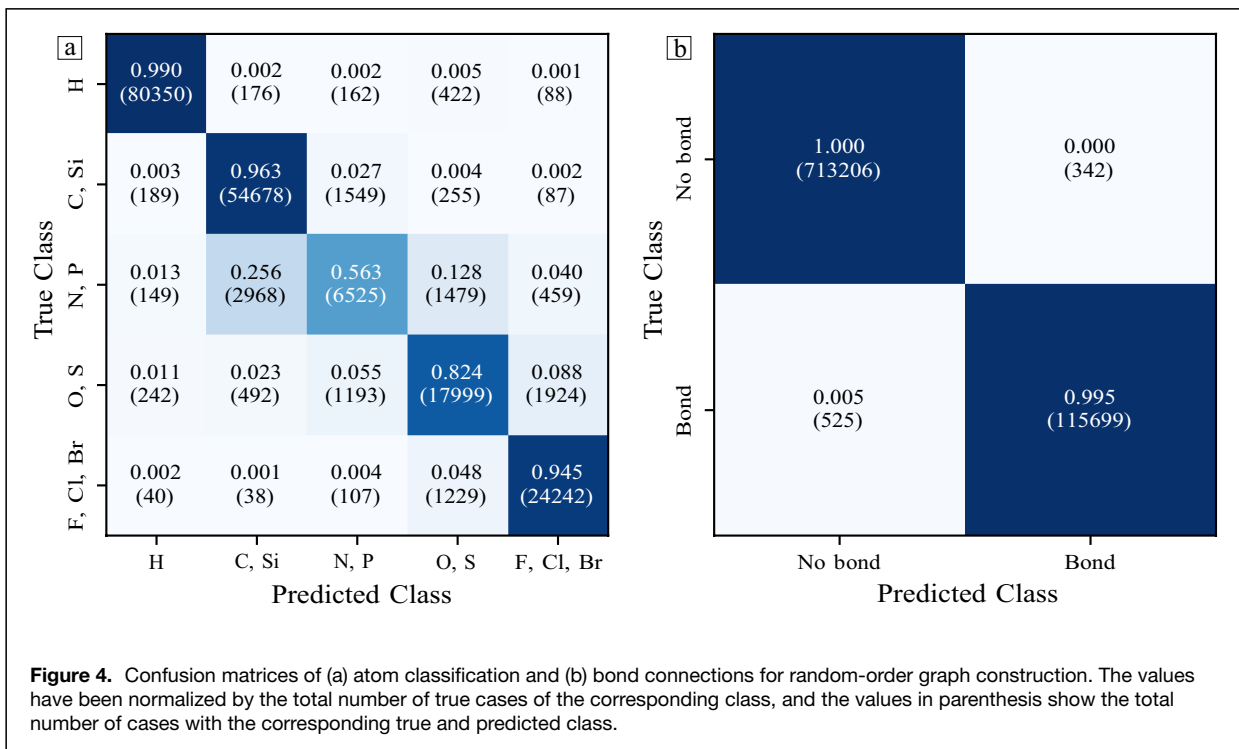 a
H
0.990 0.002 0.002 0.005 0.001
(80350) (176) (162) (422) (88)
C, Si
0.003 0.963 0.027 0.004 0.002
(189) (54678) (1549) (255) (87)
True Class
N, P
0.013 0.256 0.563 0.128 0.040
(149) (2968) (6525) (1479) (459)
O, S
0.011 0.023 0.055 0.824 0.088
(242) (492) (1193) (17999) (1924)
F, Cl, Br
0.002 0.001 0.004 0.048 0.945
(40) (38) (107) (1229) (24242)
H C, Si N, P O, S F, Cl, Br
Predicted Class
b
No bond
1.000 0.000
(713206) (342)
True Class
Bond
0.005 0.995
(525) (115699)
No bond Bond
Predicted Class
Figure 4. Confusion matrices of (a) atom classification and (b) bond connections for random-order graph construction. The values
have been normalized by the total number of true cases of the corresponding class, and the values in parenthesis show the total
number of cases with the corresponding true and predicted class.